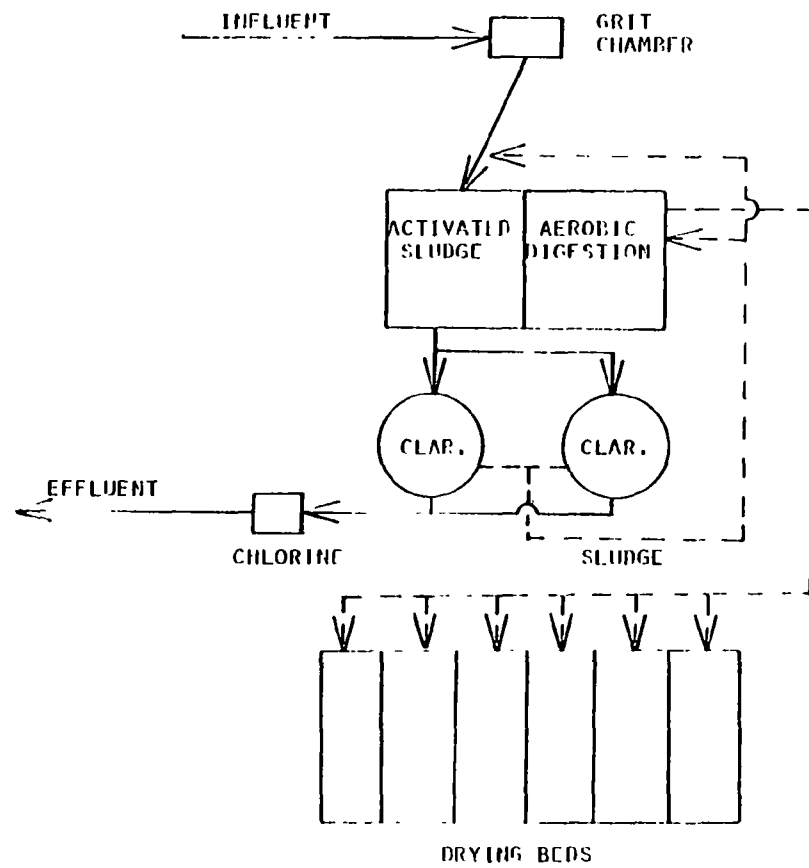 INFLUENT
GRIT
CHAMBER
ACTIVATED
SLUDGE
AEROBIC
DIGESTION
CLAR.
CLAR.
EFFLUENT
CHLORINE
SLUDGE
DRYING BEDS